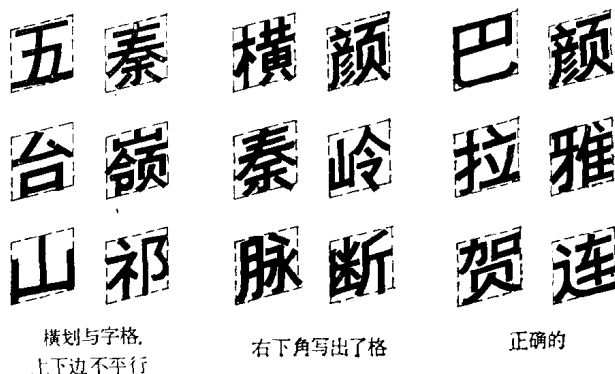 五 秦 横 颜 巴 颜
台 嶺 秦 岭 拉 雅
山 祁 脉 断 贺 连
横划与字格,
上下边不平行
右下角写出了格
正确的